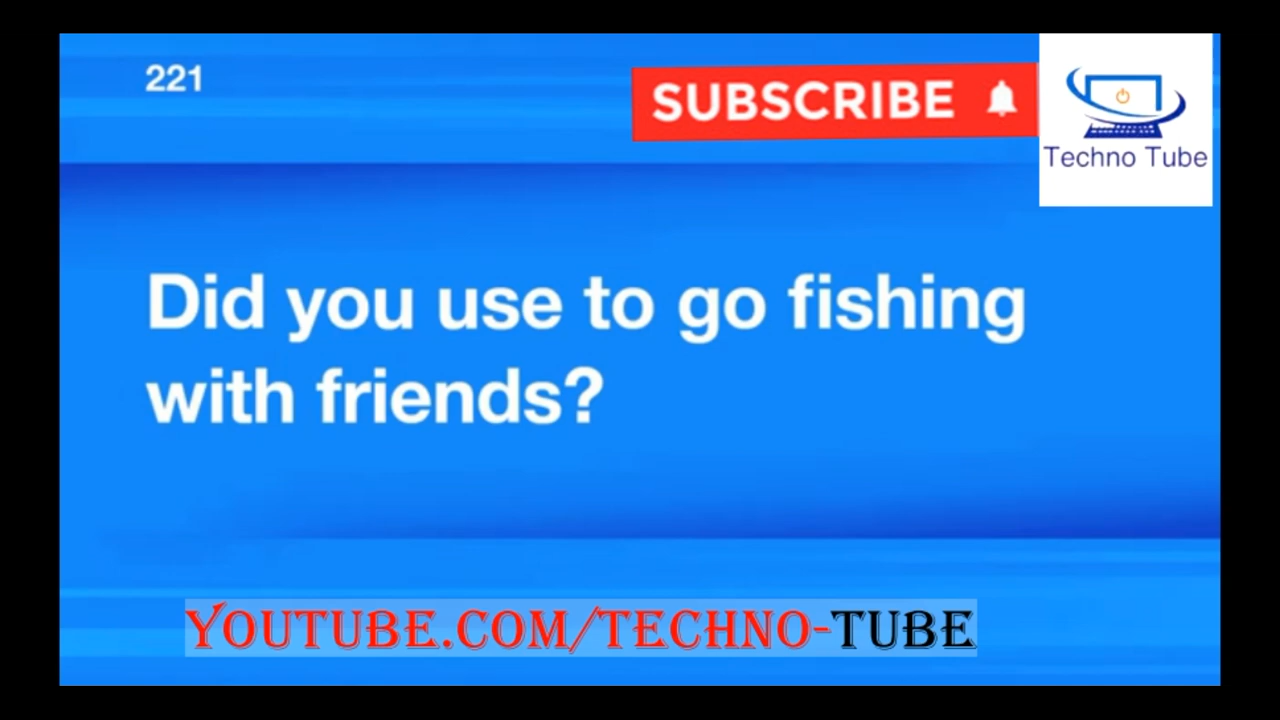 221
SUBSCRIBE
Techno Tube
Did you use to go fishing
with friends?
YOUTUBE.COM/TECHNO-TUBE